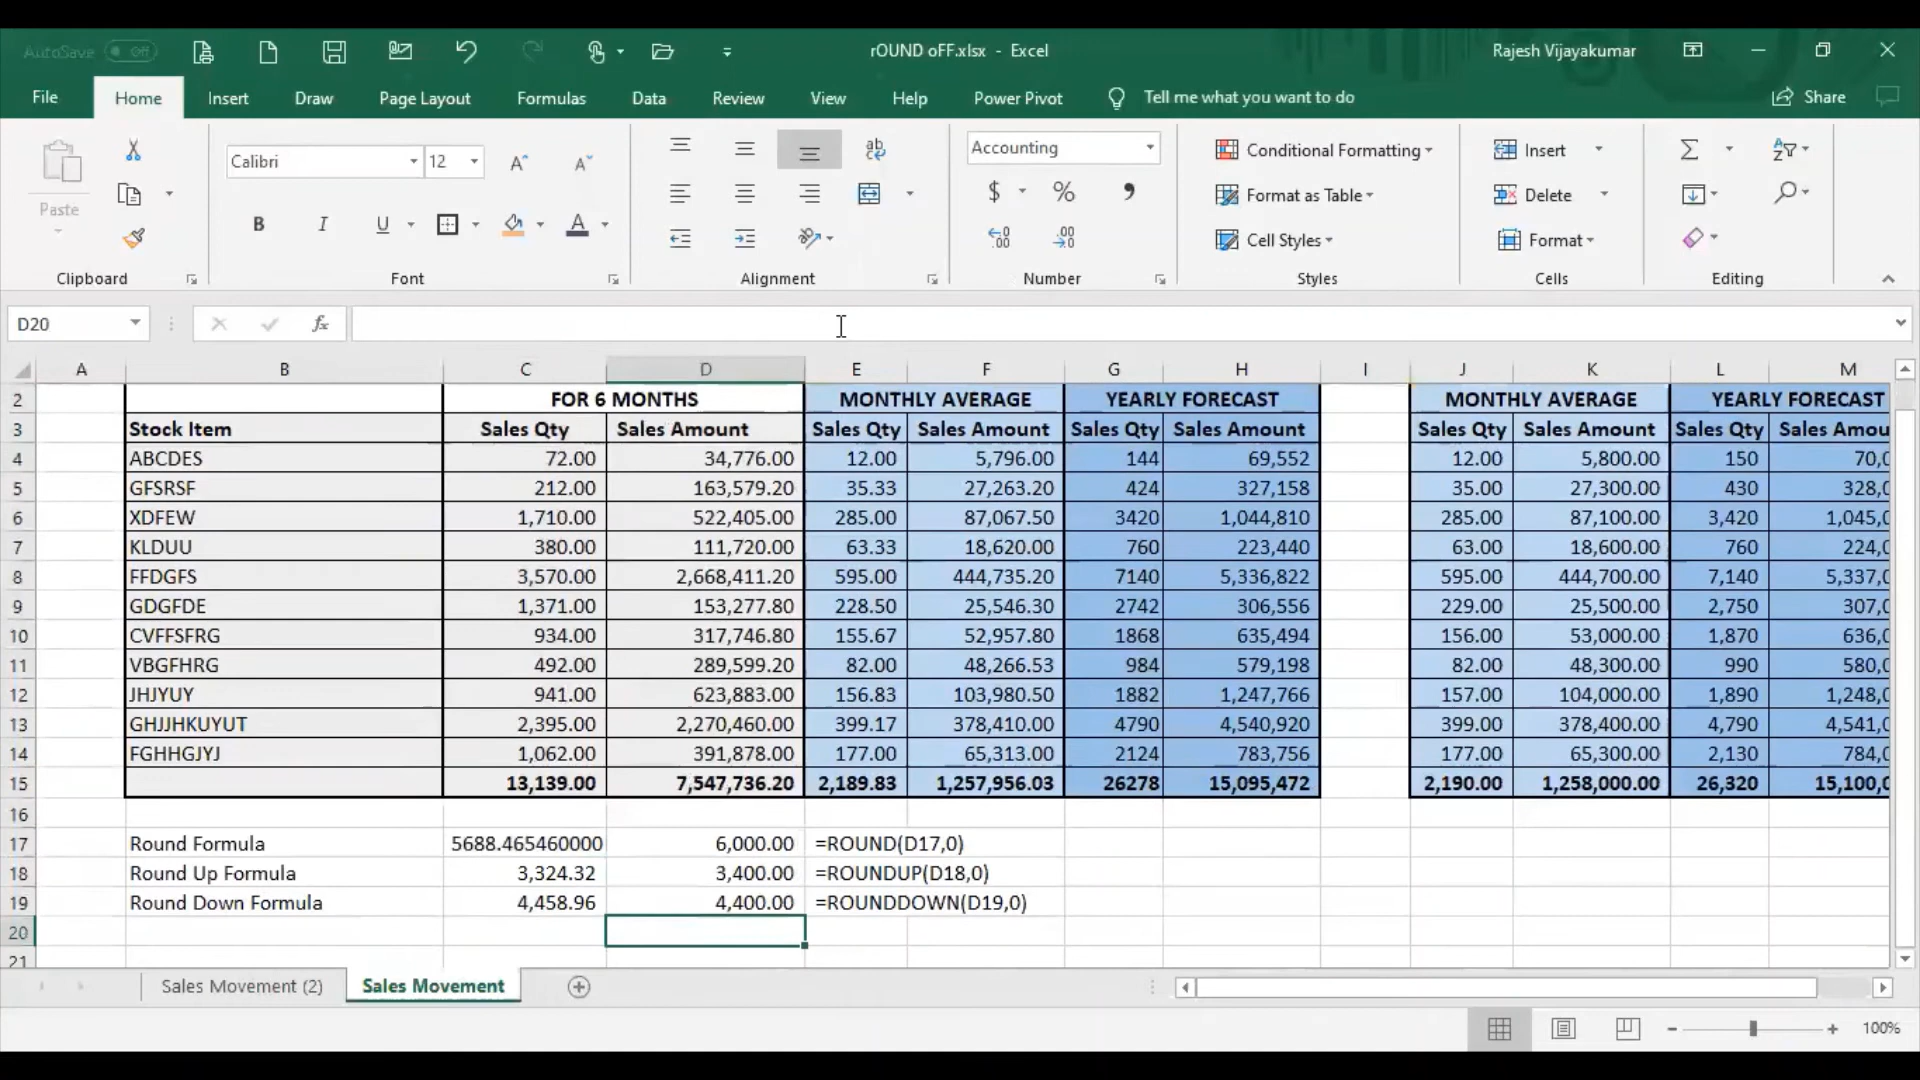 AutoSave Off rOUND oFF.xlsx - Excel Rajesh Vijayakumar
File Home Insert Draw Page Layout Formulas Data Review View Help Power Pivot Tell me what you want to do Share
Paste Calibri 12 Accounting Conditional Formatting Insert
$ % , Format as Table Delete
B I U A Cell Styles Format
Clipboard Font Alignment Number Styles Cells Editing
D20 fx
A B C D E F G H I J K L M
2 FOR 6 MONTHS MONTHLY AVERAGE YEARLY FORECAST MONTHLY AVERAGE YEARLY FORECAST
3 Stock Item Sales Qty Sales Amount Sales Qty Sales Amount Sales Qty Sales Amount Sales Qty Sales Amount Sales Qty Sales Amou
4 ABCDES 72.00 34,776.00 12.00 5,796.00 144 69,552 12.00 5,800.00 150 70,0
5 GFSRSF 212.00 163,579.20 35.33 27,263.20 424 327,158 35.00 27,300.00 430 328,0
6 XDFEW 1,710.00 522,405.00 285.00 87,067.50 3420 1,044,810 285.00 87,100.00 3,420 1,045,0
7 KLDUU 380.00 111,720.00 63.33 18,620.00 760 223,440 63.00 18,600.00 760 224,0
8 FFDGFS 3,570.00 2,668,411.20 595.00 444,735.20 7140 5,336,822 595.00 444,700.00 7,140 5,337,0
9 GDGFDE 1,371.00 153,277.80 228.50 25,546.30 2742 306,556 229.00 25,500.00 2,750 307,0
10 CVFFSFRG 934.00 317,746.80 155.67 52,957.80 1868 635,494 156.00 53,000.00 1,870 636,0
11 VBGFHRG 492.00 289,599.20 82.00 48,266.53 984 579,198 82.00 48,300.00 990 580,0
12 JHJYUY 941.00 623,883.00 156.83 103,980.50 1882 1,247,766 157.00 104,000.00 1,890 1,248,0
13 GHJJHKUYUT 2,395.00 2,270,460.00 399.17 378,410.00 4790 4,540,920 399.00 378,400.00 4,790 4,541,0
14 FGHHGJYJ 1,062.00 391,878.00 177.00 65,313.00 2124 783,756 177.00 65,300.00 2,130 784,0
15 13,139.00 7,547,736.20 2,189.83 1,257,956.03 26278 15,095,472 2,190.00 1,258,000.00 26,320 15,100,0
16
17 Round Formula 5688.465460000 6,000.00 =ROUND(D17,0)
18 Round Up Formula 3,324.32 3,400.00 =ROUNDUP(D18,0)
19 Round Down Formula 4,458.96 4,400.00 =ROUNDDOWN(D19,0)
20
21
Sales Movement (2) Sales Movement
100%